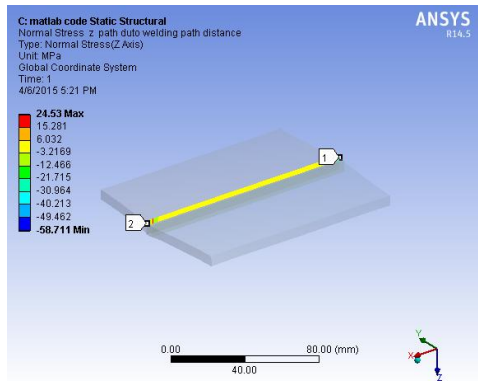 C: matlab code Static Structural
Normal Stress z path duto welding path distance
Type: Normal Stress(Z Axis)
Unit: MPa
Global Coordinate System
Time: 1
4/6/2015 5:21 PM
ANSYS
R14.5
24.53 Max
15.281
6.032
-3.2169
-12.466
-21.715
-30.964
-40.213
-49.462
-58.711 Min
1
2
0.00
80.00 (mm)
40.00
Y
X
Z